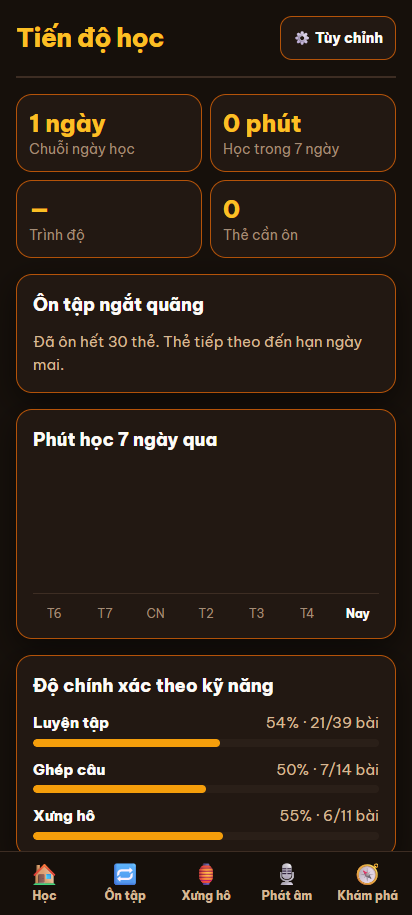 Tiến độ học
Tùy chỉnh
1 ngày
Chuỗi ngày học
0 phút
Học trong 7 ngày
—
Trình độ
0
Thẻ cần ôn
Ôn tập ngắt quãng
Đã ôn hết 30 thẻ. Thẻ tiếp theo đến hạn ngày
mai.
Phút học 7 ngày qua
T6 T7 CN T2 T3 T4 Nay
Độ chính xác theo kỹ năng
Luyện tập 54% · 21/39 bài
Ghép câu 50% · 7/14 bài
Xưng hô 55% · 6/11 bài
Học Ôn tập Xưng hô Phát âm Khám phá